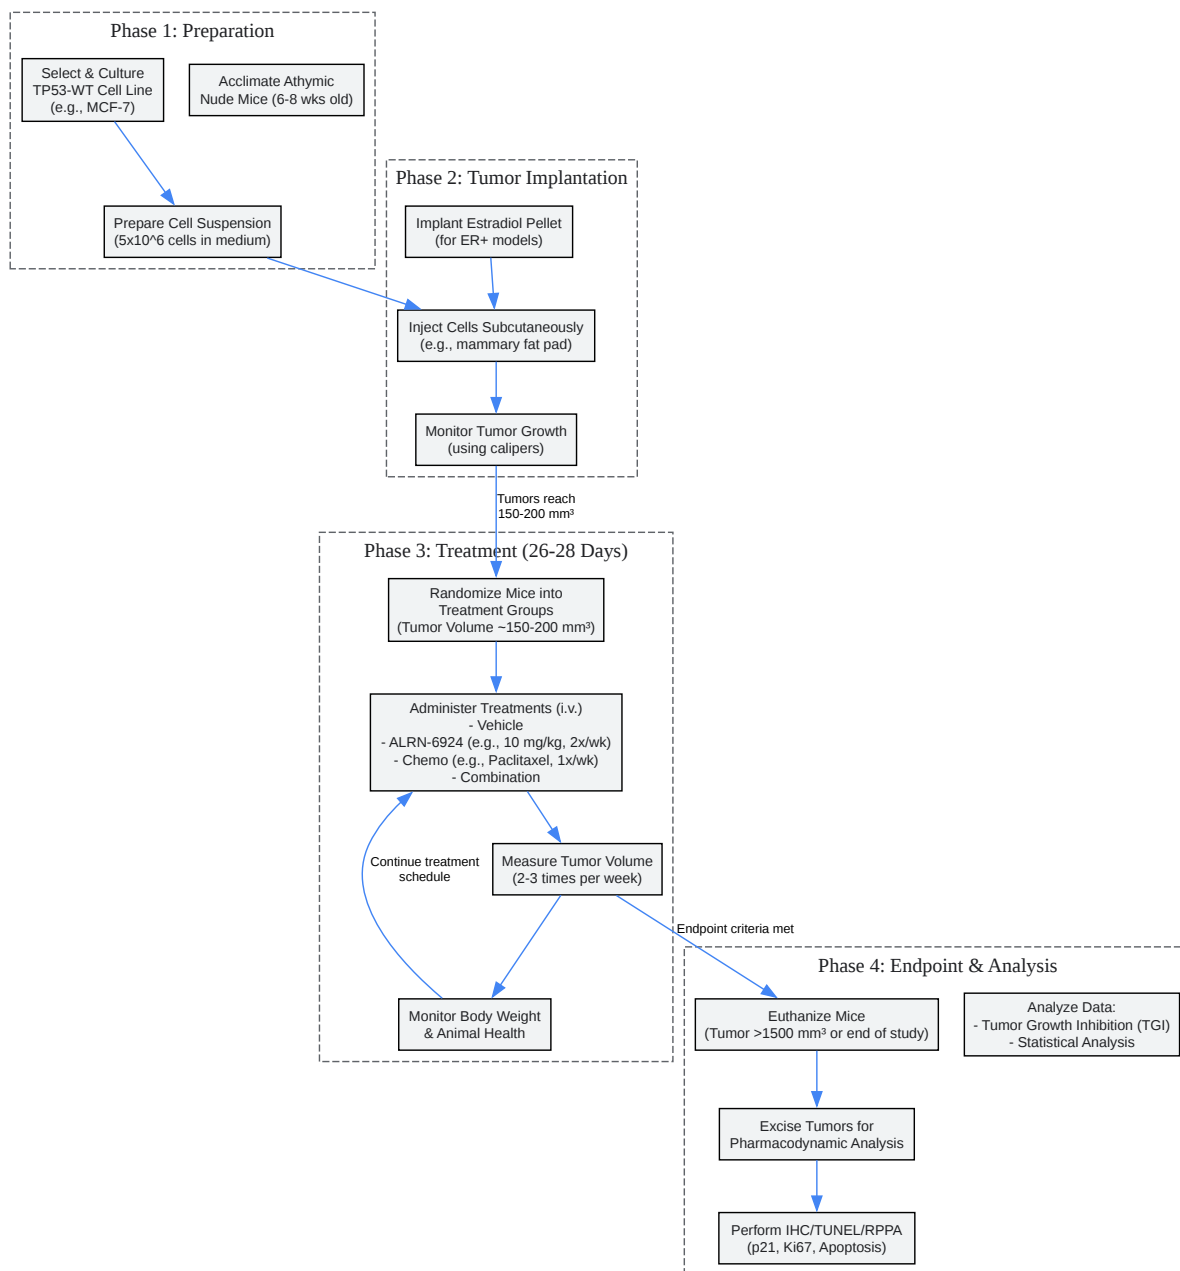 Phase 1: Preparation
Select & Culture
TP53-WT Cell Line
(e.g., MCF-7)
Acclimate Athymic
Nude Mice (6-8 wks old)
Prepare Cell Suspension
(5x10^6 cells in medium)
Phase 2: Tumor Implantation
Implant Estradiol Pellet
(for ER+ models)
Inject Cells Subcutaneously
(e.g., mammary fat pad)
Monitor Tumor Growth
(using calipers)
Tumors reach
150-200 mm³
Phase 3: Treatment (26-28 Days)
Randomize Mice into
Treatment Groups
(Tumor Volume ~150-200 mm³)
Administer Treatments (i.v.)
- Vehicle
- ALRN-6924 (e.g., 10 mg/kg, 2x/wk)
- Chemo (e.g., Paclitaxel, 1x/wk)
- Combination
Continue treatment
schedule
Measure Tumor Volume
(2-3 times per week)
Monitor Body Weight
& Animal Health
Endpoint criteria met
Phase 4: Endpoint & Analysis
Euthanize Mice
(Tumor >1500 mm³ or end of study)
Analyze Data:
- Tumor Growth Inhibition (TGI)
- Statistical Analysis
Excise Tumors for
Pharmacodynamic Analysis
Perform IHC/TUNEL/RPPA
(p21, Ki67, Apoptosis)